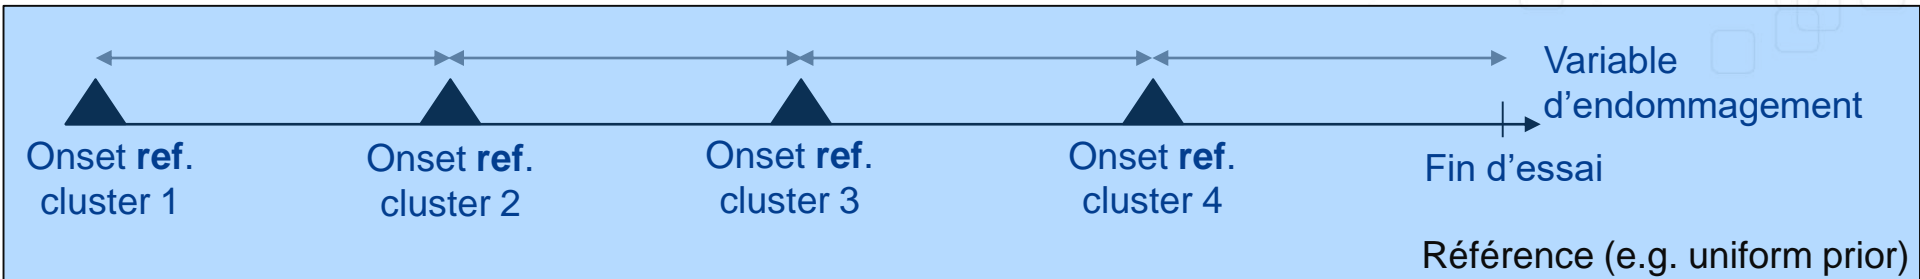 Variable
d'endommagement
Onset ref.
cluster 1
Onset ref.
cluster 2
Onset ref.
cluster 3
Onset ref.
cluster 4
Fin d'essai
Référence (e.g. uniform prior)